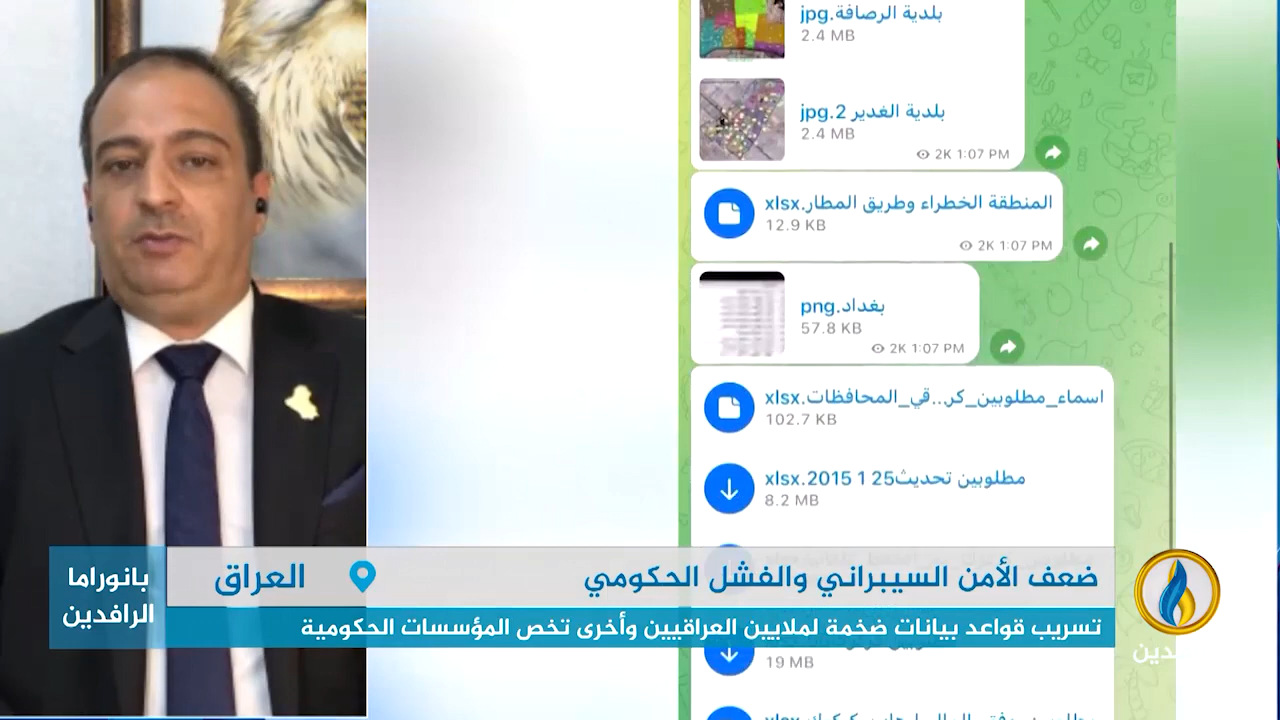 بلدية الرصافة.jpg
2.4 MB
بلدية الغدير 2.jpg
2.4 MB
2K 1:07 PM
المنطقة الخطراء وطريق المطار.xlsx
12.9 KB
2K 1:07 PM
بغداد.png
57.8 KB
2K 1:07 PM
اسماء_مطلوبين_كر...قي_المحافظات.xlsx
102.7 KB
مطلوبين تحديث25 1 2015.xlsx
8.2 MB
ضعف الأمن السيبراني والفشل الحكومي
العراق
بانوراما
الرافدين
تسريب قواعد بيانات ضخمة لملايين العراقيين وأخرى تخص المؤسسات الحكومية
19 MB